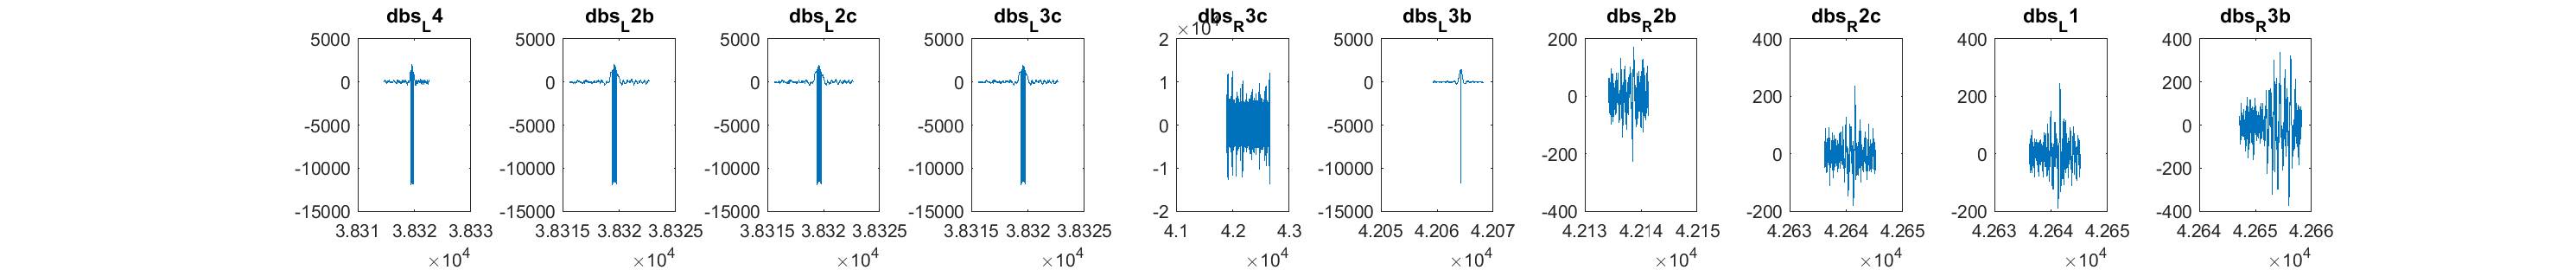 dbs_L4 dbs_L2b dbs_L2c dbs_L3c dbs_R3c dbs_L3b dbs_R2b dbs_R2c dbs_L1 dbs_R3b
5000 5000 5000 5000 2 ×10^4 5000 200 400 400 400
0 0 0 0 1 0 0 200 200 200
-5000 -5000 -5000 -5000 0 -5000 -200 0 0 0
-10000 -10000 -10000 -10000 -1 -10000 -400 -200 -200 -200
-15000 -15000 -15000 -15000 -2 -15000 -400
3.831 3.832 3.833 3.8315 3.832 3.8325 3.8315 3.832 3.8325 3.8315 3.832 3.8325 4.1 4.2 4.3 4.205 4.206 4.207 4.213 4.214 4.215 4.263 4.264 4.265 4.263 4.264 4.265 4.264 4.265 4.266
×10^4 ×10^4 ×10^4 ×10^4 ×10^4 ×10^4 ×10^4 ×10^4 ×10^4 ×10^4